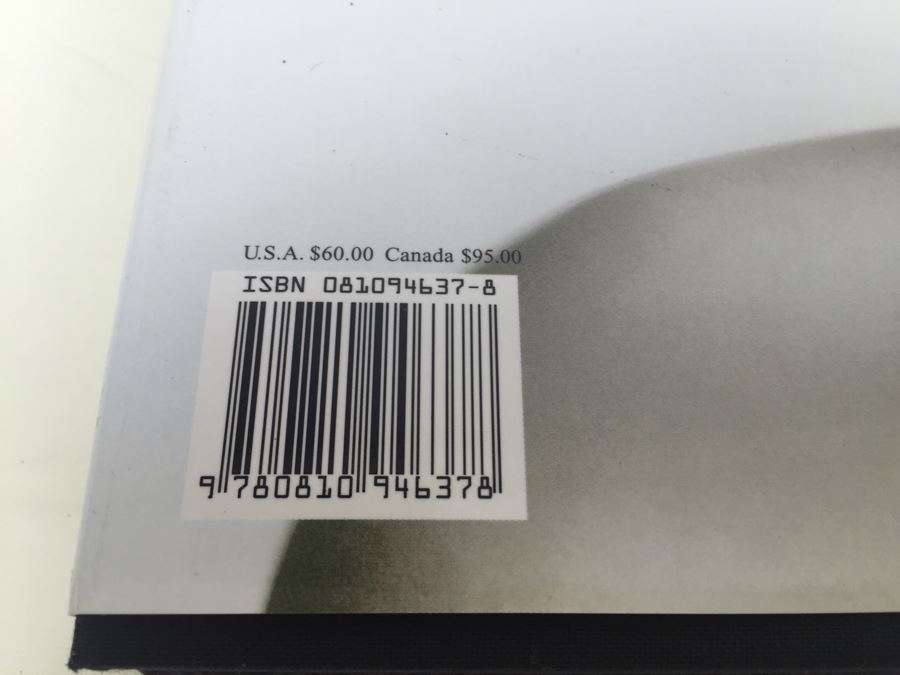 U.S.A. $60.00 Canada $95.00
ISBN 081094637-8
9 780810 946378